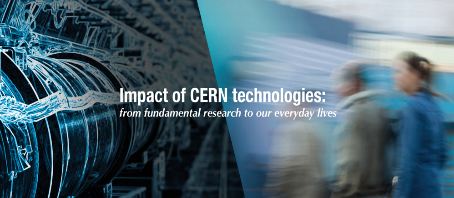 Impact of CERN technologies:
from fundamental research to our everyday lives